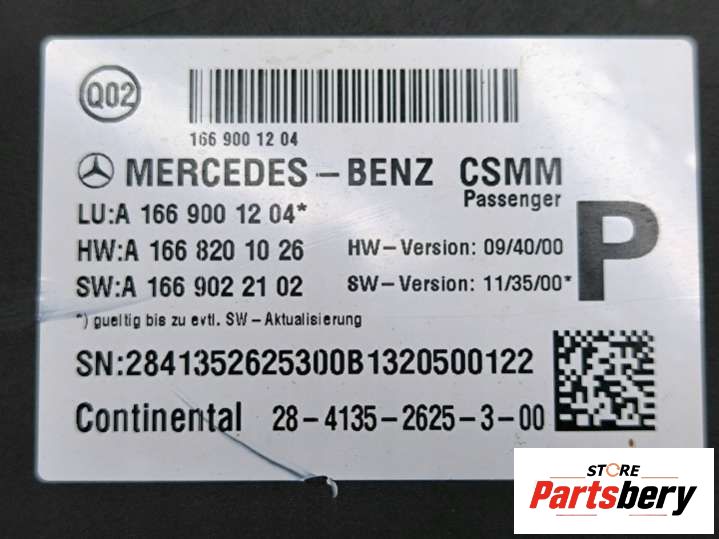 Q02
166 900 12 04
MERCEDES-BENZ CSMM
Passenger
LU:A 166 900 12 04*
HW:A 166 820 10 26 HW-Version: 09/40/00
SW:A 166 902 21 02 SW-Version: 11/35/00*
P
*) gueltig bis zu evtl. SW-Aktualisierung
SN:2841352625300B1320500122
Continental 28-4135-2625-3-00
STORE
Partsbery